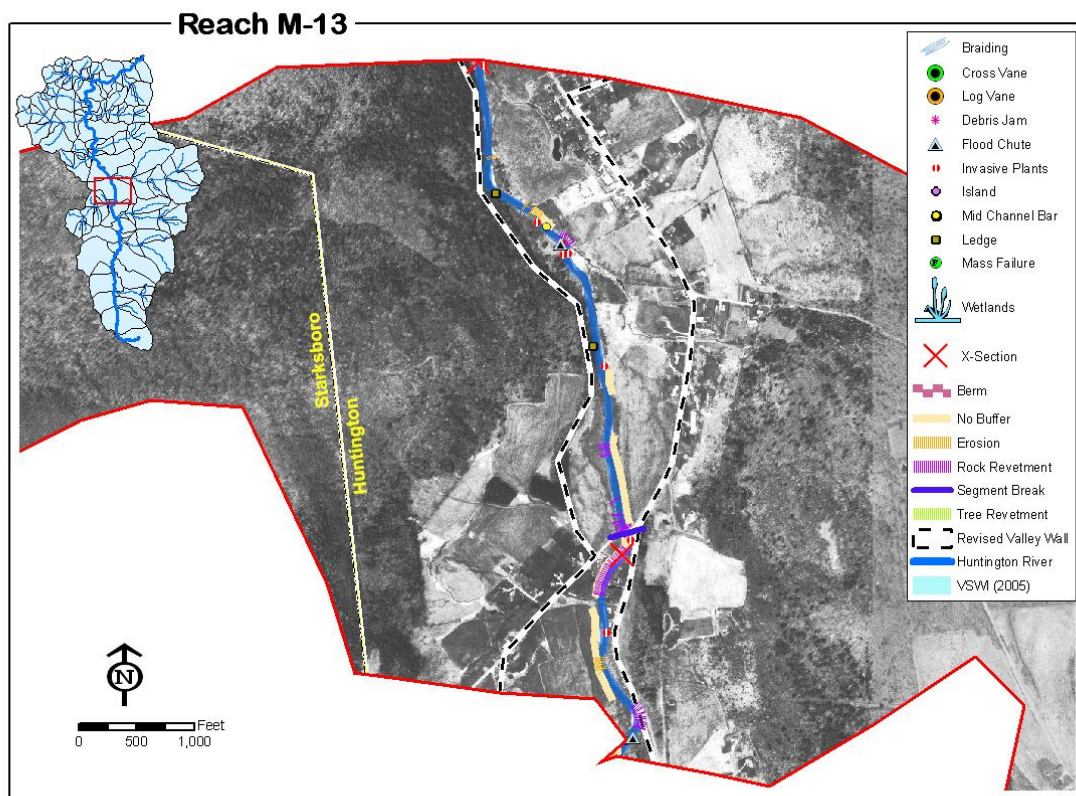 Reach M-13
Braiding
Cross Vane
Log Vane
Debris Jam
Flood Chute
Invasive Plants
Island
Mid Channel Bar
Ledge
F Mass Failure
Wetlands
X-Section
Berm
No Buffer
Erosion
Rock Revetment
Segment Break
Tree Revetment
Revised Valley Wall
Huntington River
VSWI (2005)
Starksboro
Huntington
N
Feet
0 500 1,000